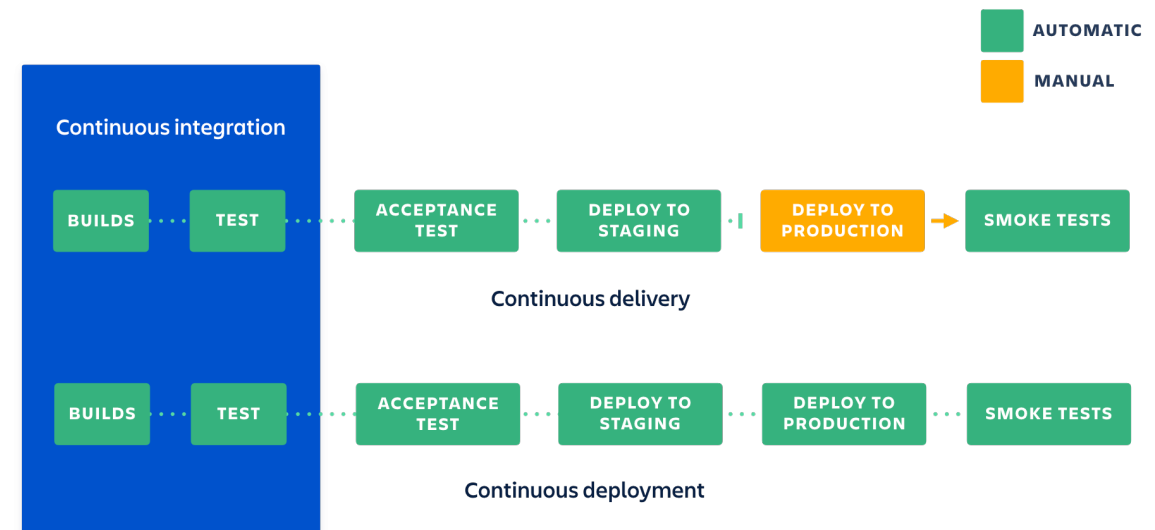 AUTOMATIC
MANUAL
Continuous integration
BUILDS
TEST
ACCEPTANCE
TEST
DEPLOY TO
STAGING
DEPLOY TO
PRODUCTION
SMOKE TESTS
Continuous delivery
BUILDS
TEST
ACCEPTANCE
TEST
DEPLOY TO
STAGING
DEPLOY TO
PRODUCTION
SMOKE TESTS
Continuous deployment